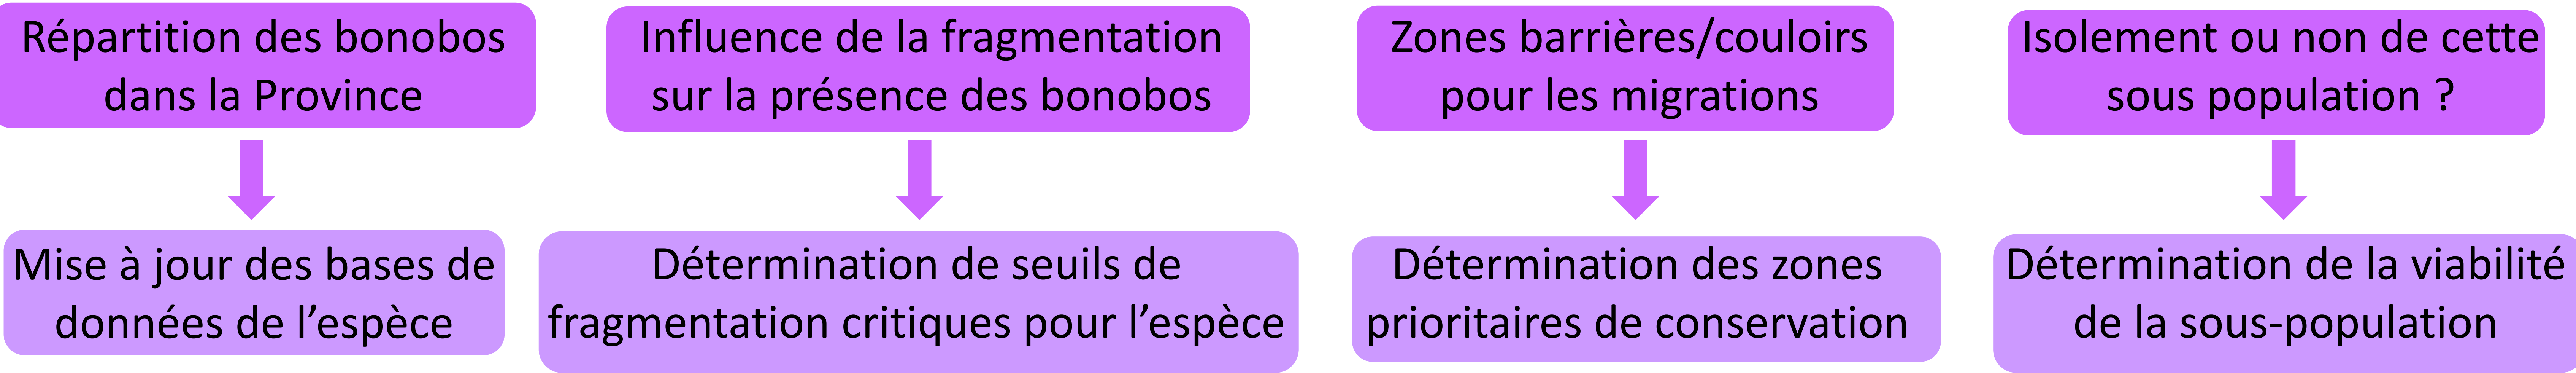 Répartition des bonobos
dans la Province
Influence de la fragmentation
sur la présence des bonobos
Zones barrières/couloirs
pour les migrations
Isolement ou non de cette
sous population ?
Mise à jour des bases de
données de l’espèce
Détermination de seuils de
fragmentation critiques pour l’espèce
Détermination des zones
prioritaires de conservation
Détermination de la viabilité
de la sous-population